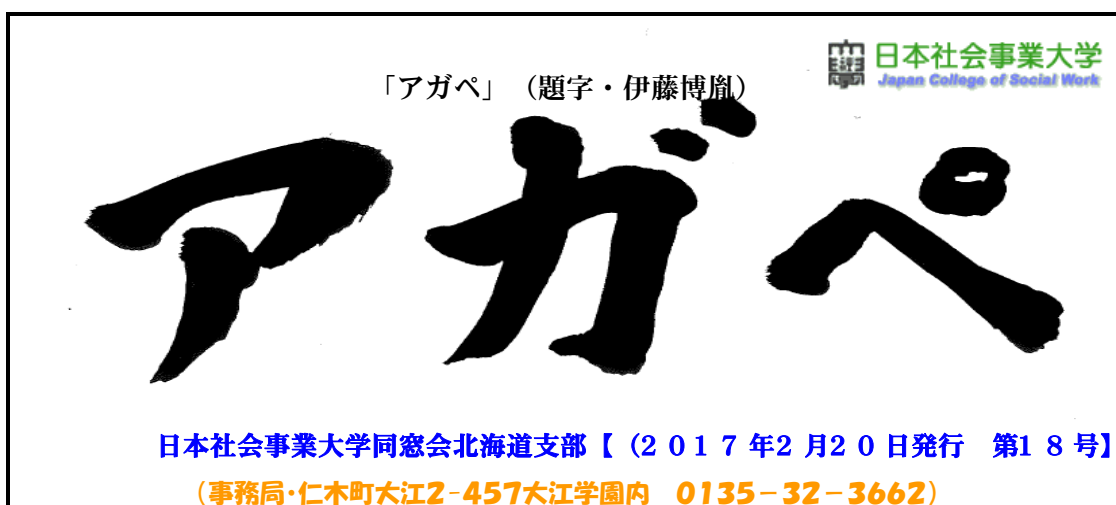 日本社会事業大学
Japan College of Social Work
「アガペ」（題字・伊藤博胤）
アガペ
日本社会事業大学同窓会北海道支部【（２０１７年2月２０日発行　第1８号】
（事務局・仁木町大江2-457大江学園内　0135－32－3662）